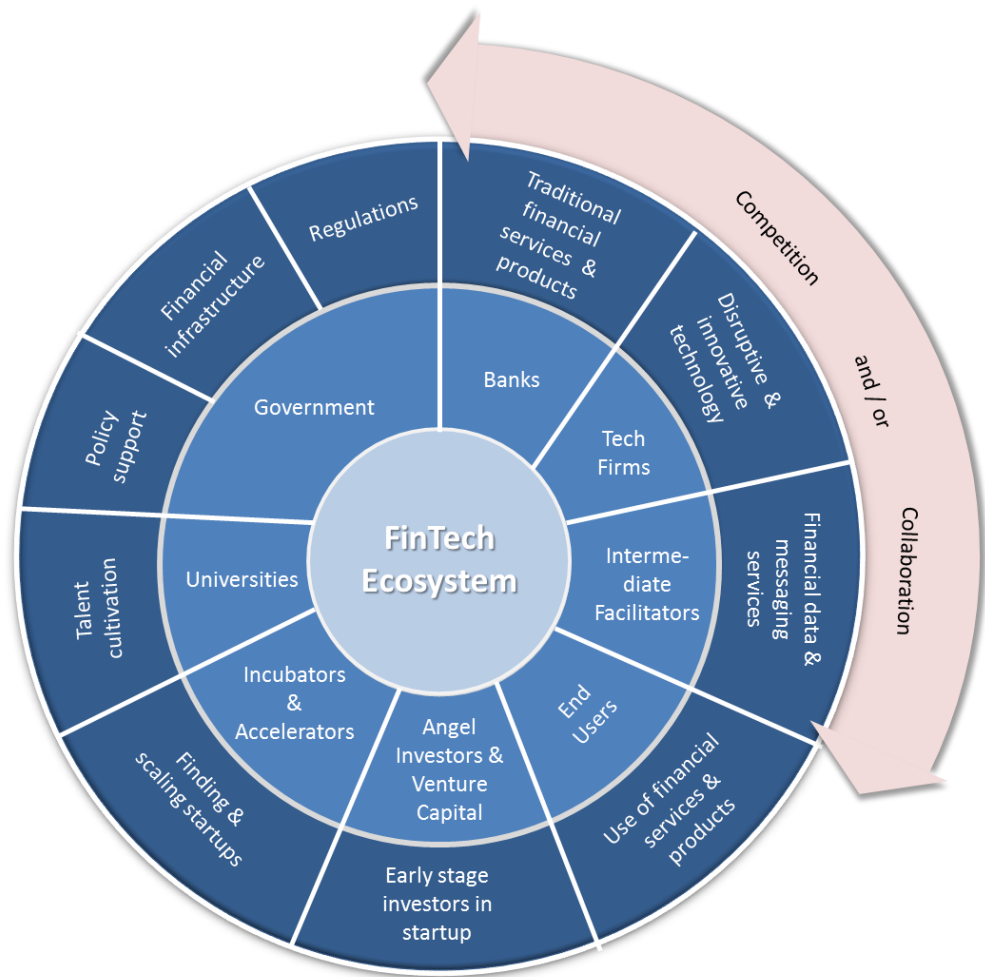 FinTech
Ecosystem
Banks
Tech
Firms
Interme-
diate
Facilitators
End
Users
Angel
Investors &
Venture
Capital
Incubators
&
Accelerators
Universities
Government
Traditional
financial
services &
products
Disruptive &
innovative
technology
Financial data &
messaging
services
Use of financial
services &
products
Early stage
investors in
startup
Finding &
scaling startups
Talent
cultivation
Policy
support
Financial
infrastructure
Regulations
Competition
and / or
Collaboration